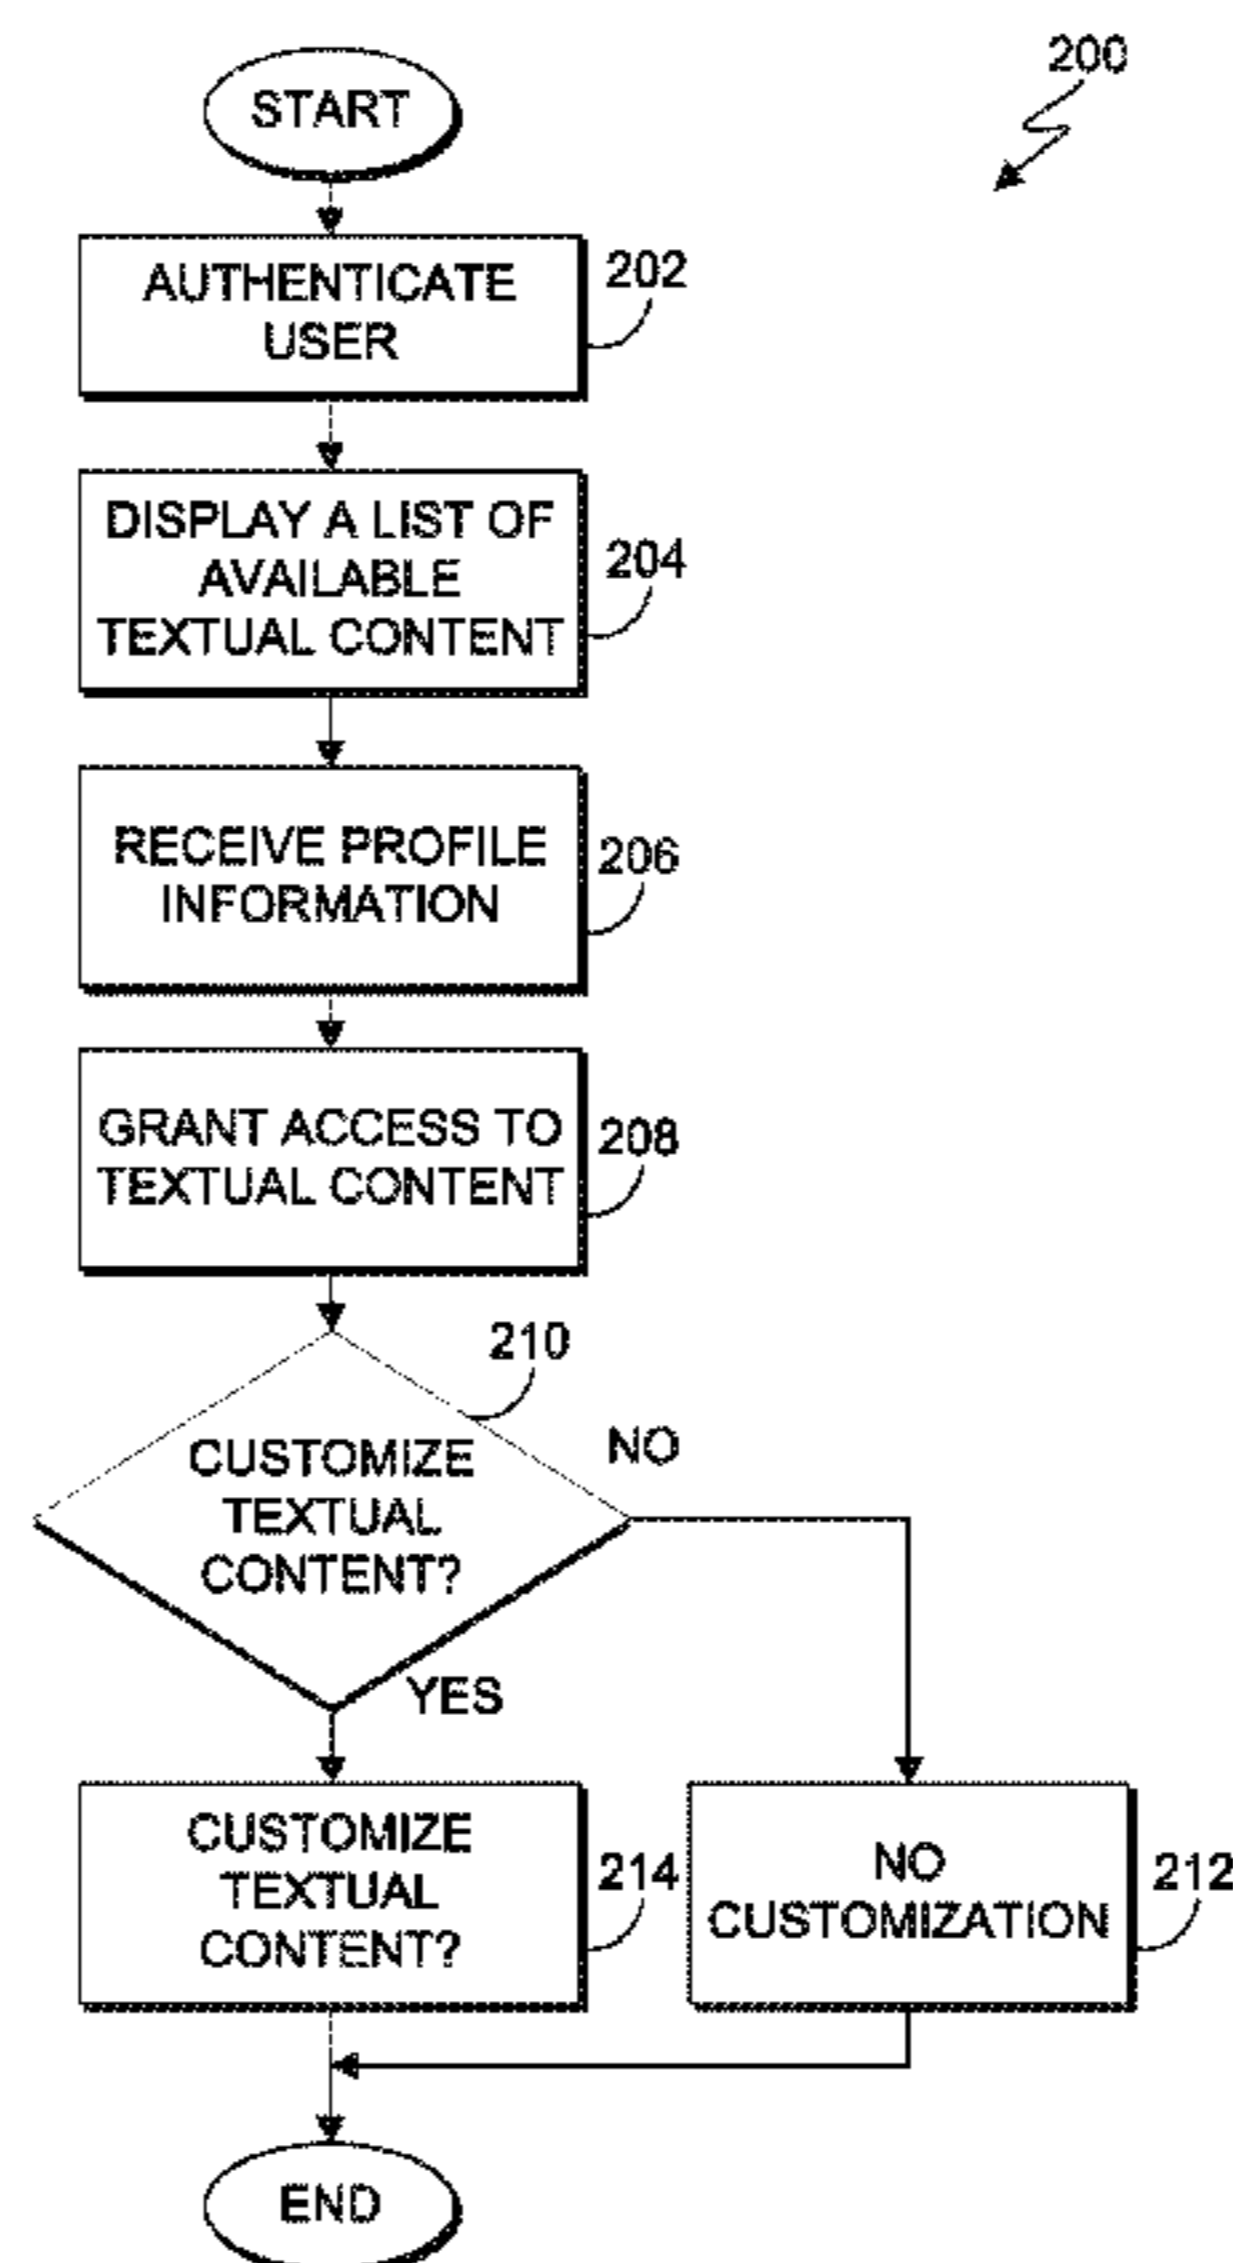 200
START
AUTHENTICATE
USER
202
DISPLAY A LIST OF
AVAILABLE
TEXTUAL CONTENT
204
RECEIVE PROFILE
INFORMATION
206
GRANT ACCESS TO
TEXTUAL CONTENT
208
210
CUSTOMIZE
TEXTUAL
CONTENT?
NO
YES
CUSTOMIZE
TEXTUAL
CONTENT?
214
NO
CUSTOMIZATION
212
END